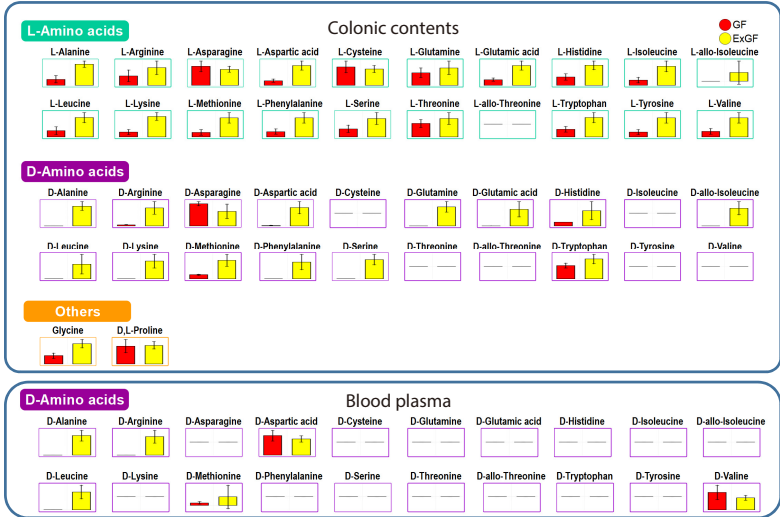 Colonic contents
L-Amino acids
GF
ExGF
L-Alanine L-Arginine L-Asparagine L-Aspartic acid L-Cysteine L-Glutamine L-Glutamic acid L-Histidine L-Isoleucine L-allo-Isoleucine
L-Leucine L-Lysine L-Methionine L-Phenylalanine L-Serine L-Threonine L-allo-Threonine L-Tryptophan L-Tyrosine L-Valine
D-Amino acids
D-Alanine D-Arginine D-Asparagine D-Aspartic acid D-Cysteine D-Glutamine D-Glutamic acid D-Histidine D-Isoleucine D-allo-Isoleucine
D-Leucine D-Lysine D-Methionine D-Phenylalanine D-Serine D-Threonine D-allo-Threonine D-Tryptophan D-Tyrosine D-Valine
Others
Glycine D,L-Proline
D-Amino acids
Blood plasma
D-Alanine D-Arginine D-Asparagine D-Aspartic acid D-Cysteine D-Glutamine D-Glutamic acid D-Histidine D-Isoleucine D-allo-Isoleucine
D-Leucine D-Lysine D-Methionine D-Phenylalanine D-Serine D-Threonine D-allo-Threonine D-Tryptophan D-Tyrosine D-Valine